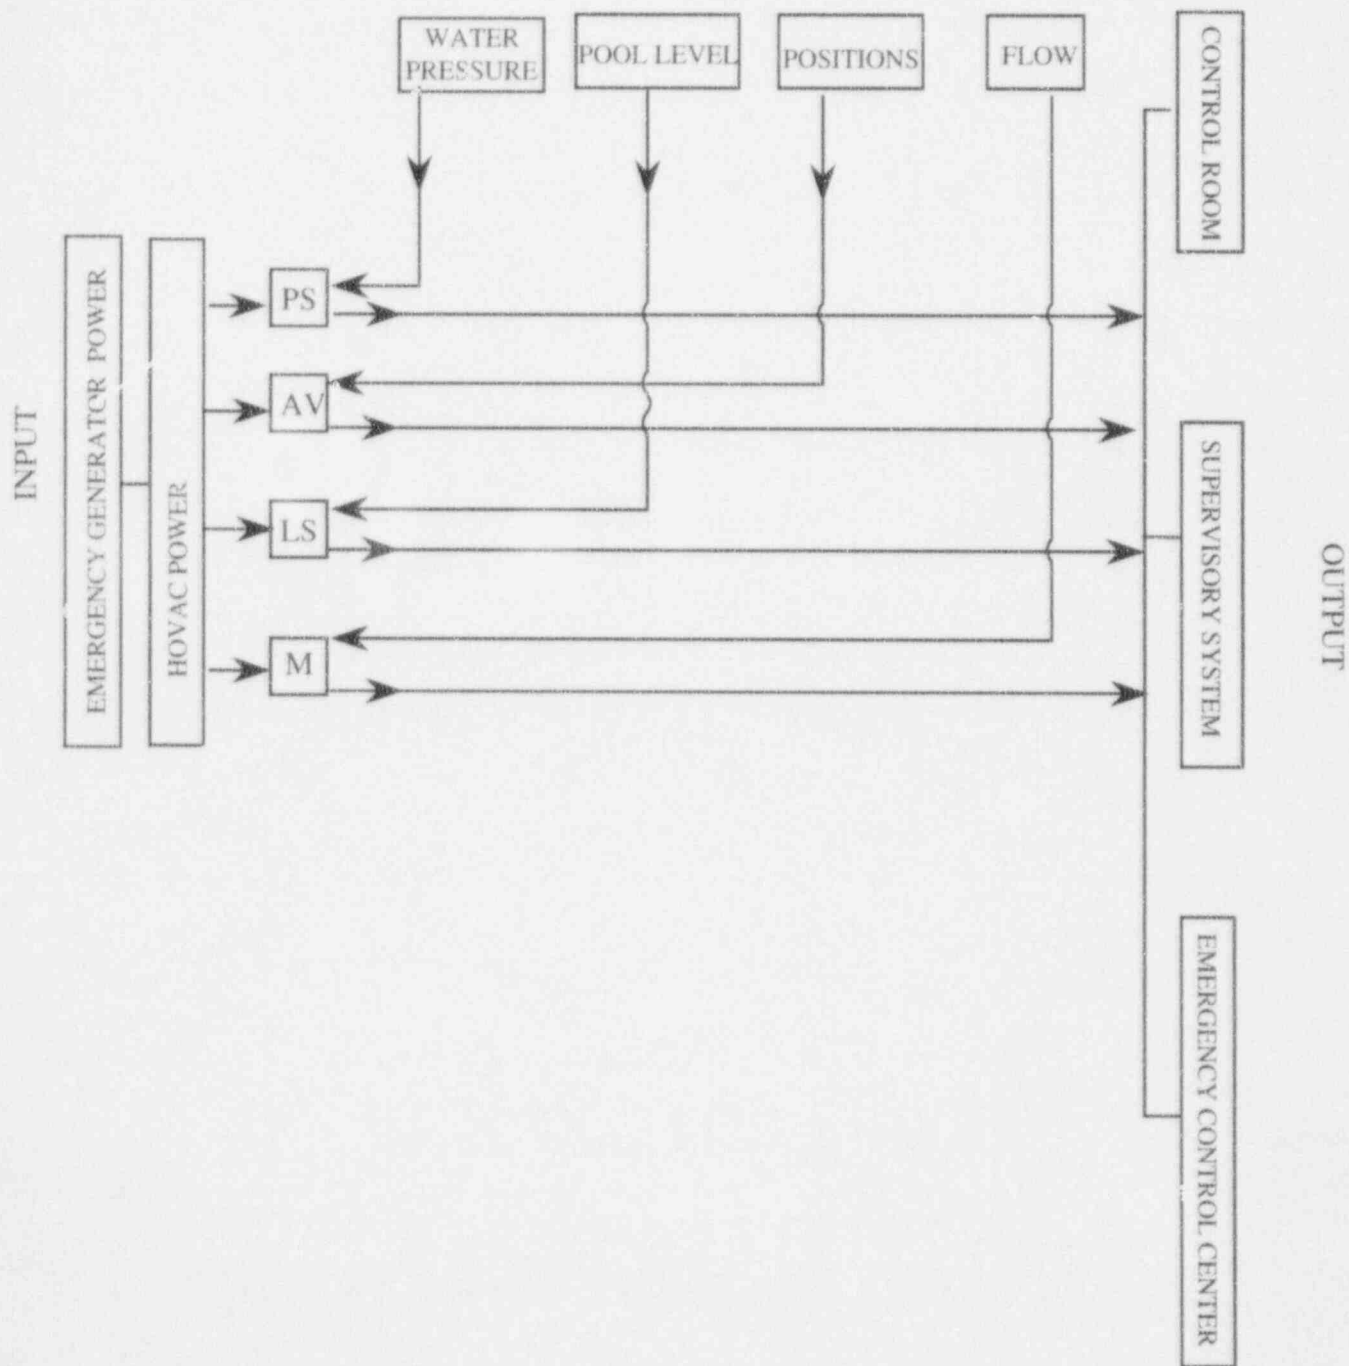 WATER
PRESSURE
POOL LEVEL
POSITIONS
FLOW
CONTROL ROOM
INPUT
EMERGENCY GENERATOR POWER
HOVAC POWER
PS
AV
LS
M
SUPERVISORY SYSTEM
OUTPUT
EMERGENCY CONTROL CENTER